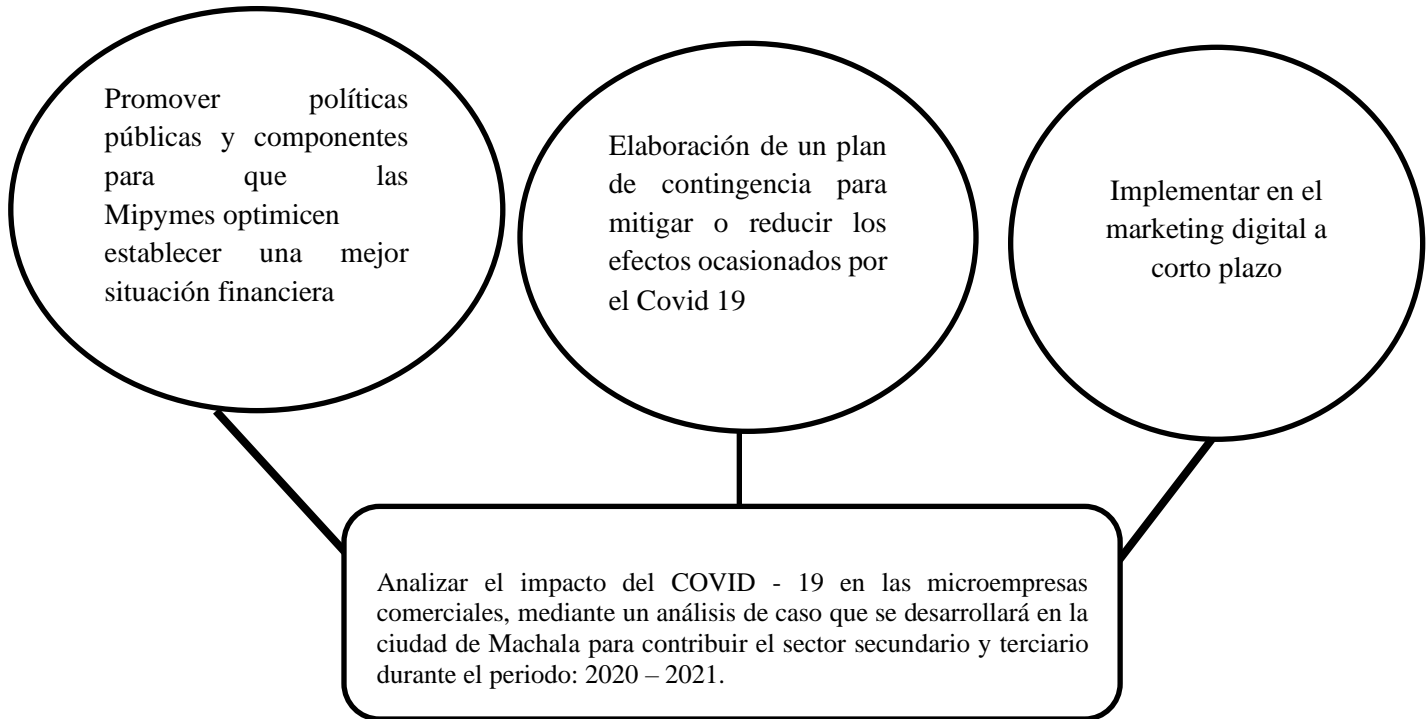 Promover políticas
públicas y componentes
para que las
Mipymes optimicen
establecer una mejor
situación financiera
Elaboración de un plan
de contingencia para
mitigar o reducir los
efectos ocasionados por
el Covid 19
Implementar en el
marketing digital a
corto plazo
Analizar el impacto del COVID - 19 en las microempresas
comerciales, mediante un análisis de caso que se desarrollará en la
ciudad de Machala para contribuir el sector secundario y terciario
durante el periodo: 2020 – 2021.